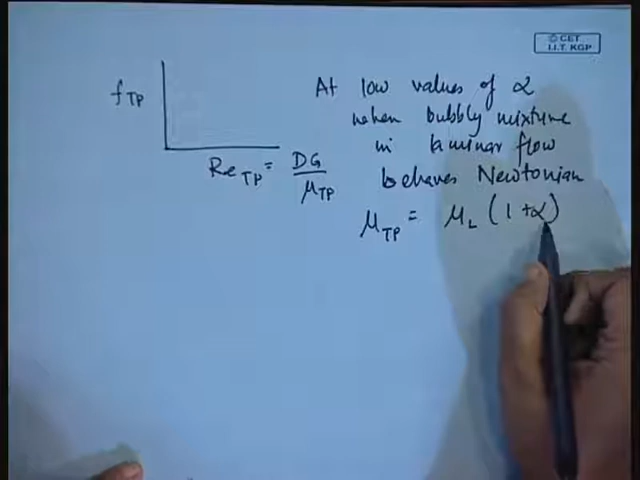 © CET
I.I.T. KGP
f_TP
Re_TP = DG / μ_TP
At low values of α
when bubbly mixture
in laminar flow
behaves Newtonian
μ_TP = μ_L (1 + α)